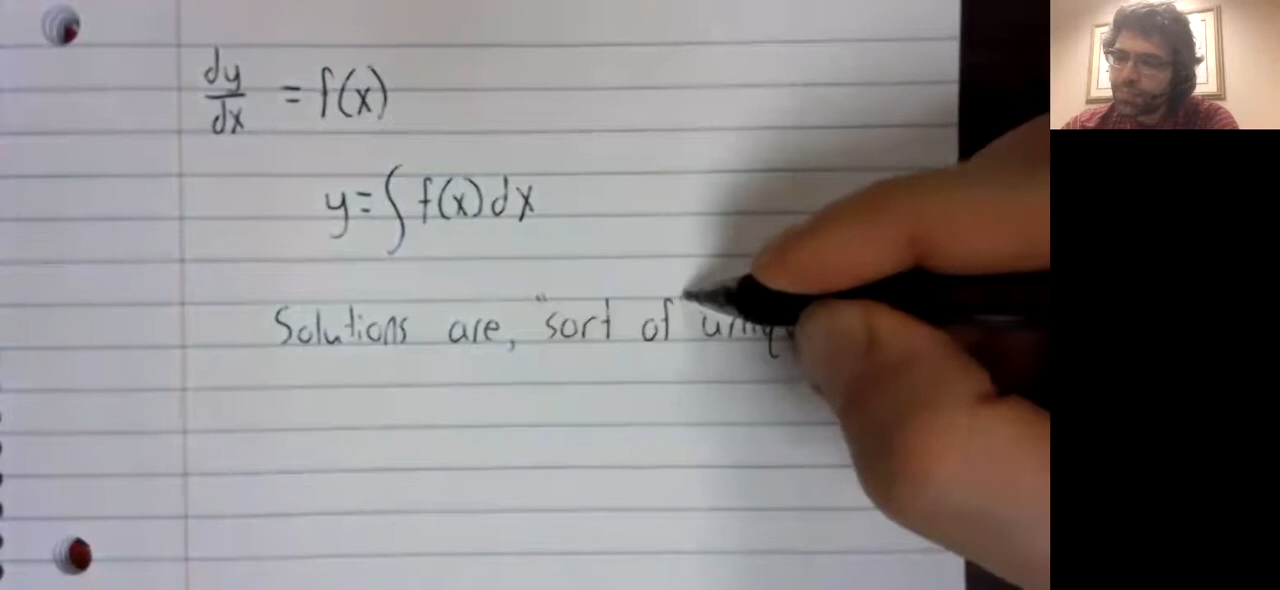 dy/dx = f(x)
y = ∫ f(x) dx
Solutions are, "sort of"